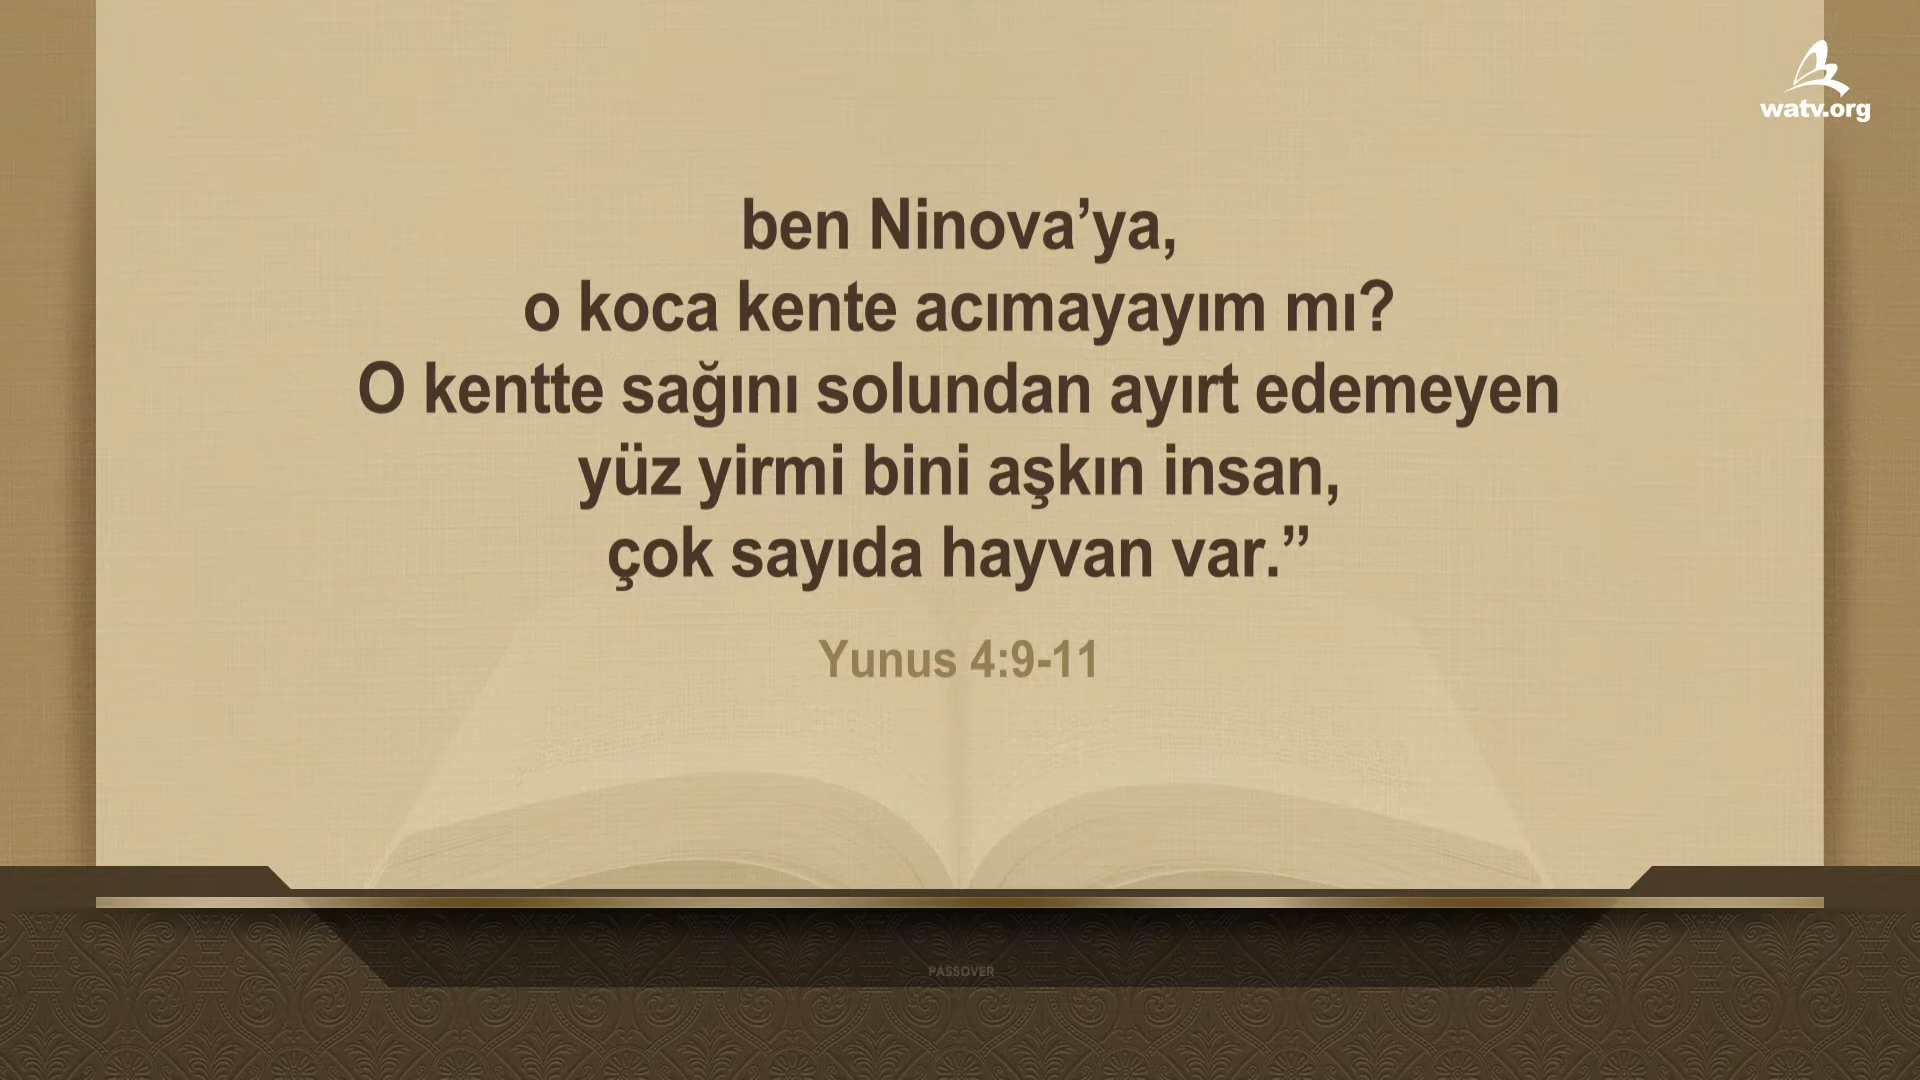 watv.org
ben Ninova’ya,
o koca kente acımayayım mı?
O kentte sağını solundan ayırt edemeyen
yüz yirmi bini aşkın insan,
çok sayıda hayvan var.”
Yunus 4:9-11
PASSOVER